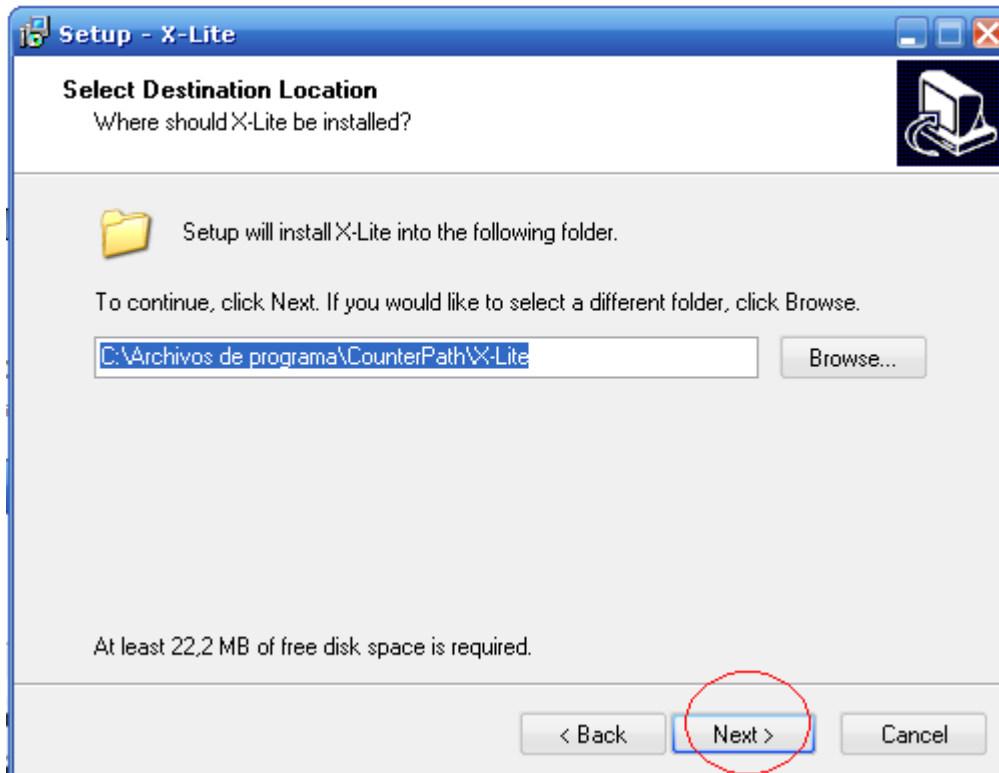 Setup - X-Lite
Select Destination Location
Where should X-Lite be installed?
Setup will install X-Lite into the following folder.
To continue, click Next. If you would like to select a different folder, click Browse.
C:\Archivos de programa\CounterPath\X-Lite
Browse...
At least 22,2 MB of free disk space is required.
< Back
Next >
Cancel